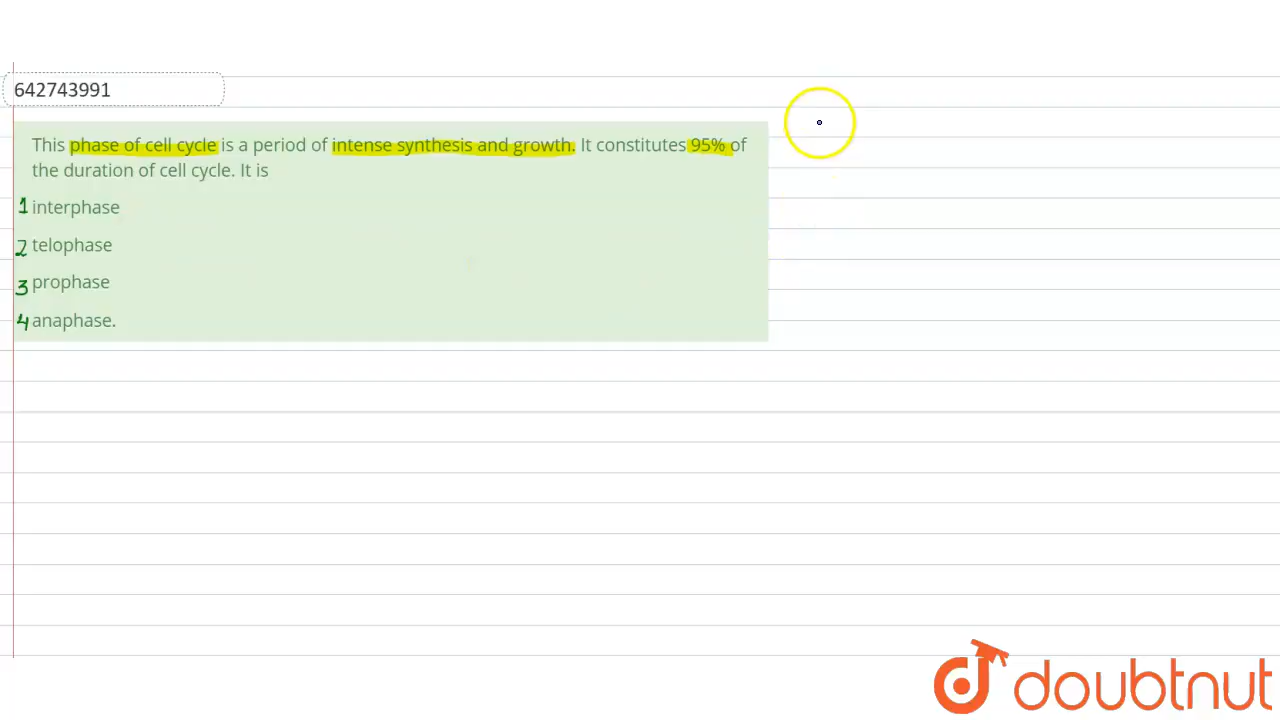 642743991
This phase of cell cycle is a period of intense synthesis and growth. It constitutes 95% of
the duration of cell cycle. It is
1 interphase
2 telophase
3 prophase
4 anaphase.
doubtnut